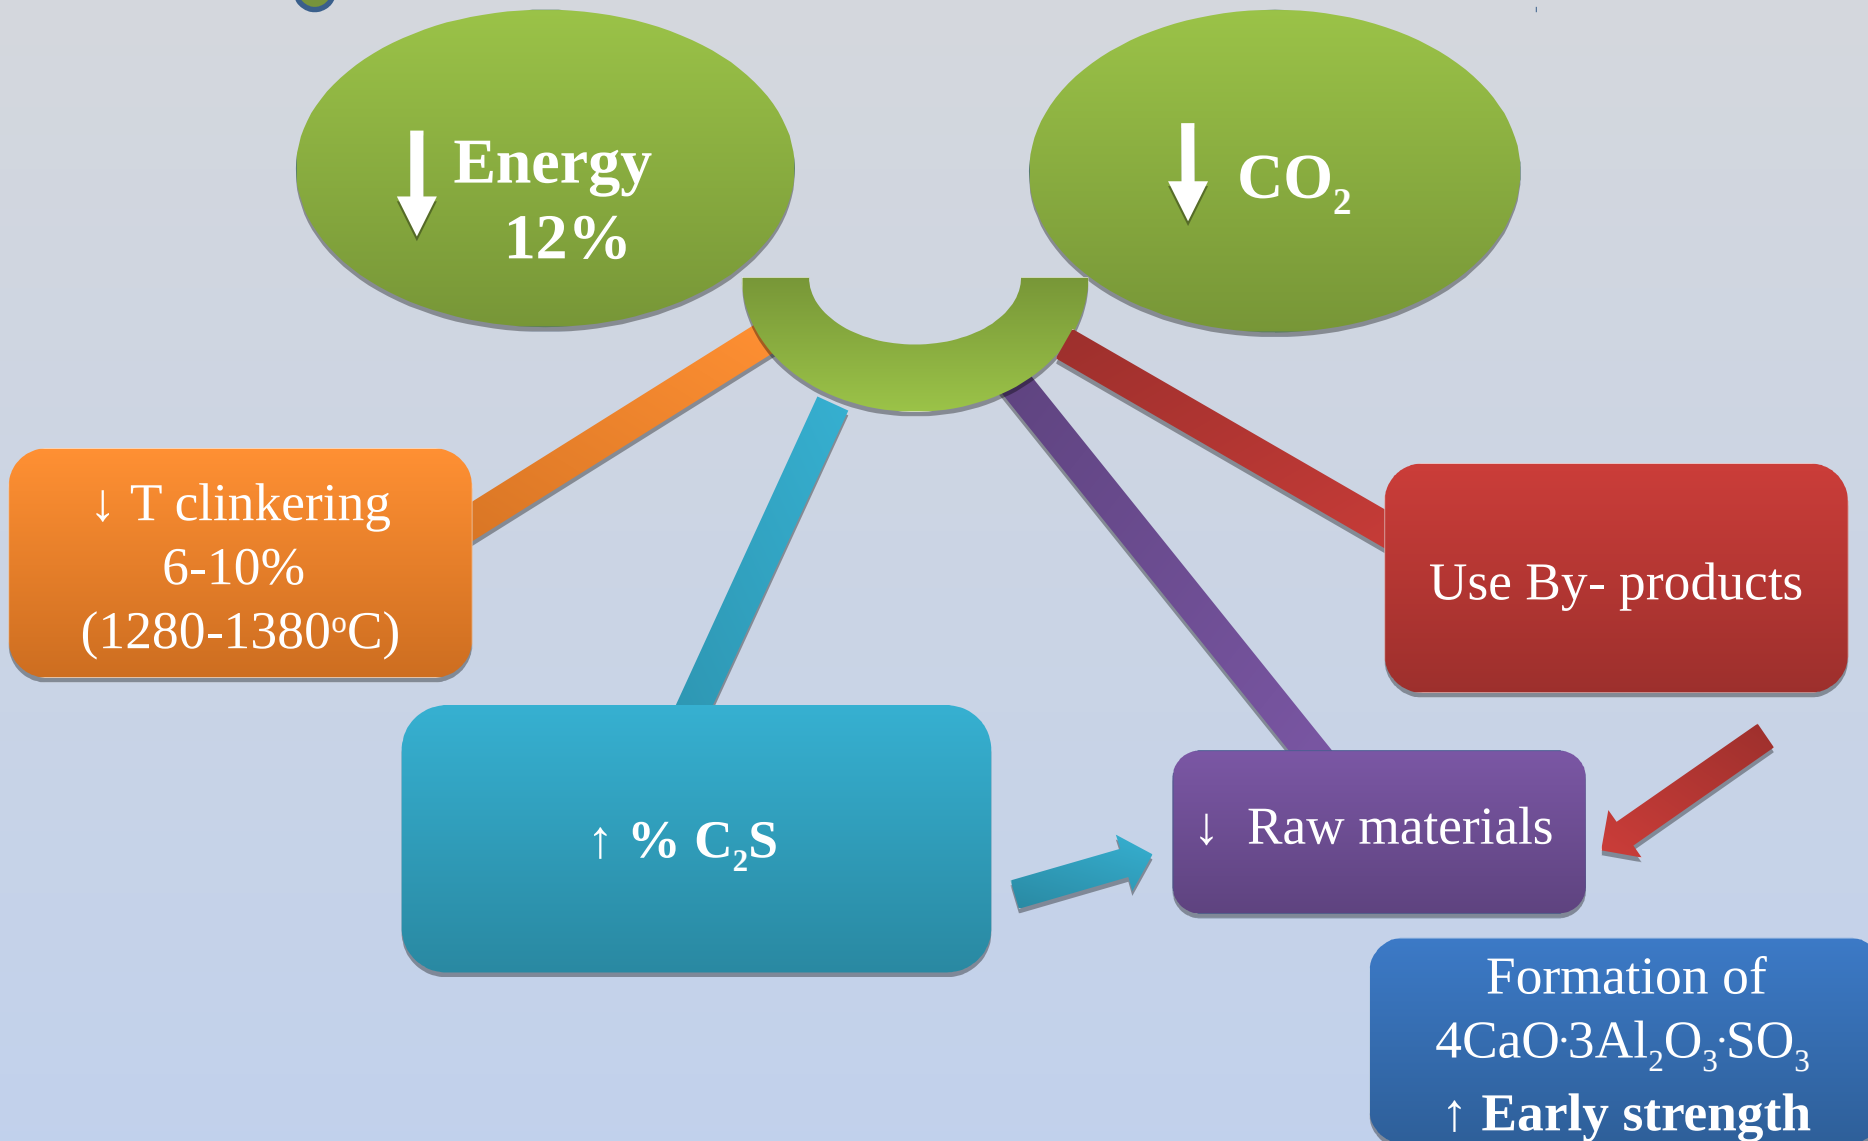 Energy
12%
CO₂
↓ T clinkering
6-10%
(1280-1380ºC)
Use By- products
↑ % C₂S
↓ Raw materials
Formation of
4CaO·3Al₂O₃·SO₃
↑ Early strength